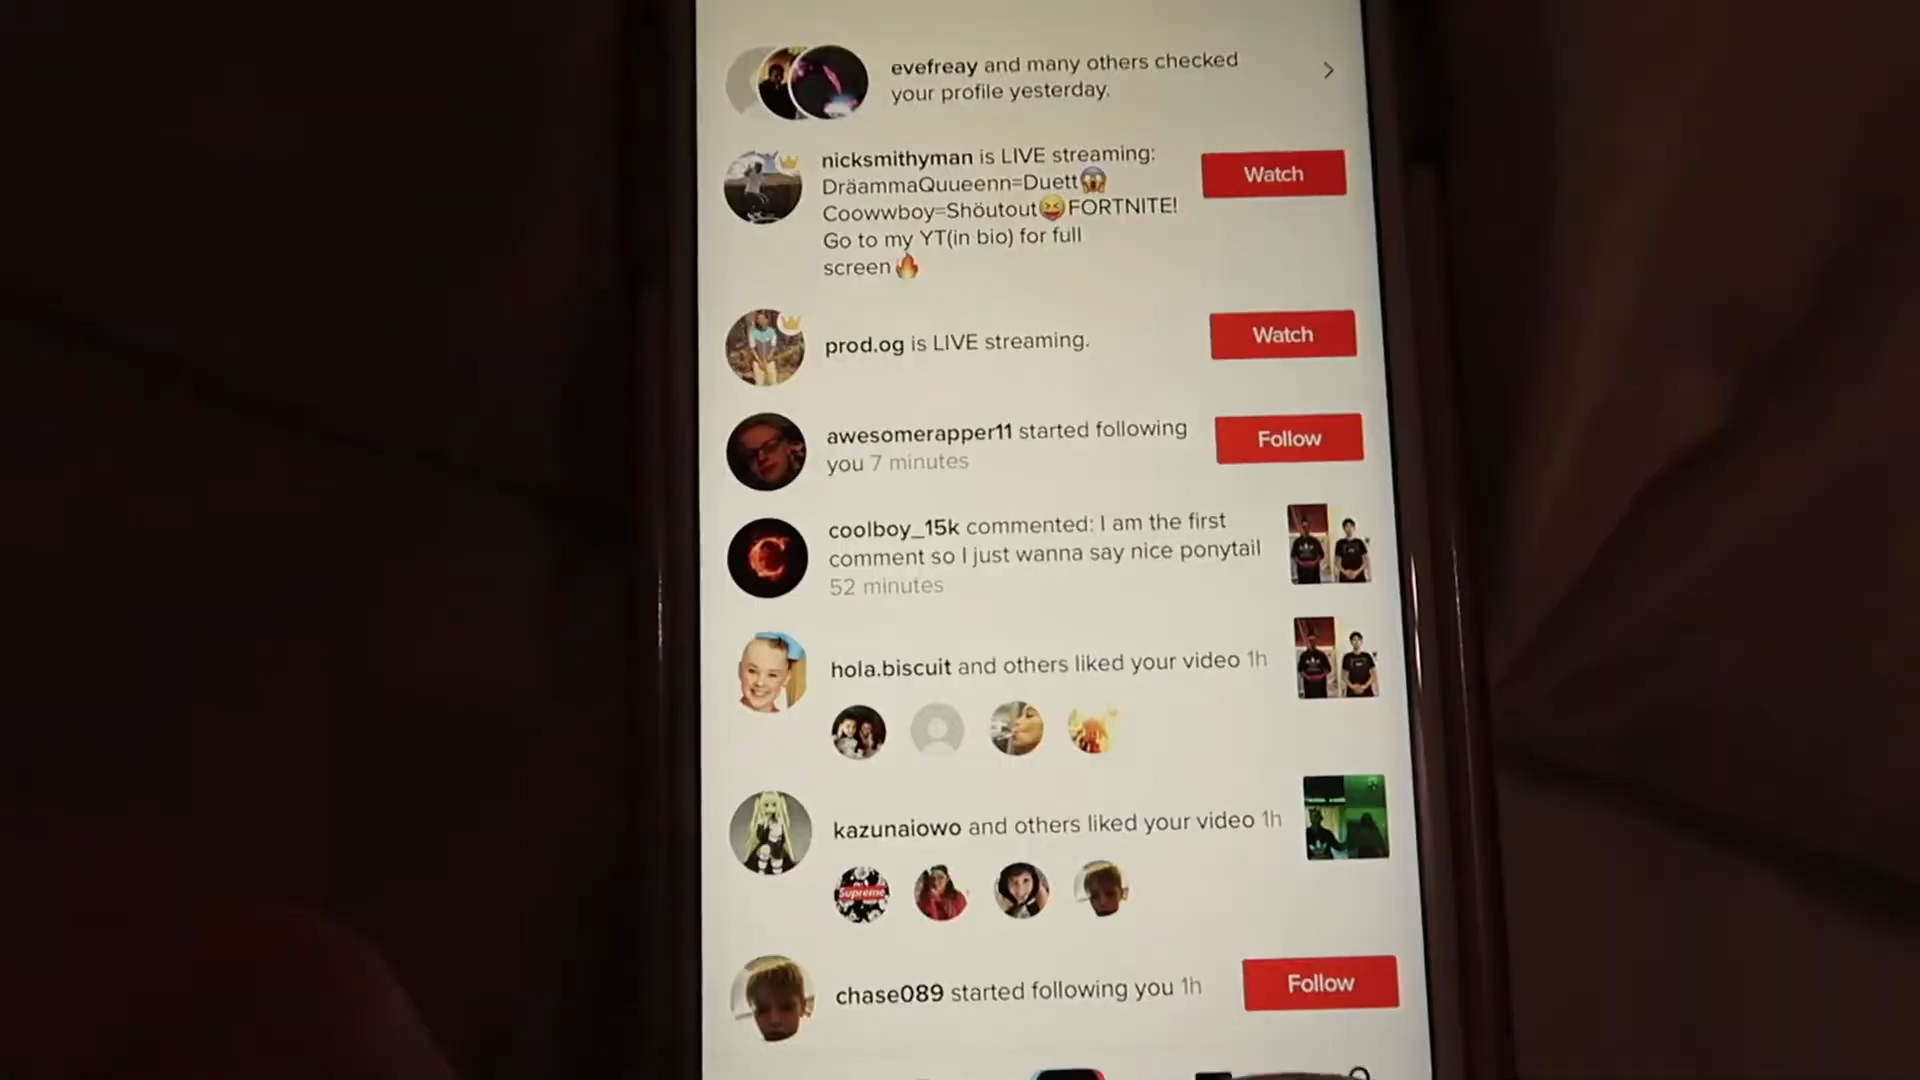 evefreay and many others checked
your profile yesterday.
nicksmithyman is LIVE streaming:
DräammaQuueenn=Duett😱
Coowwboy=Shöutout😆FORTNITE!
Go to my YT(in bio) for full
screen🔥
Watch
prod.og is LIVE streaming.
Watch
awesomerapper11 started following
you 7 minutes
Follow
coolboy_15k commented: I am the first
comment so I just wanna say nice ponytail
52 minutes
hola.biscuit and others liked your video 1h
kazunaiowo and others liked your video 1h
Supreme
chase089 started following you 1h
Follow